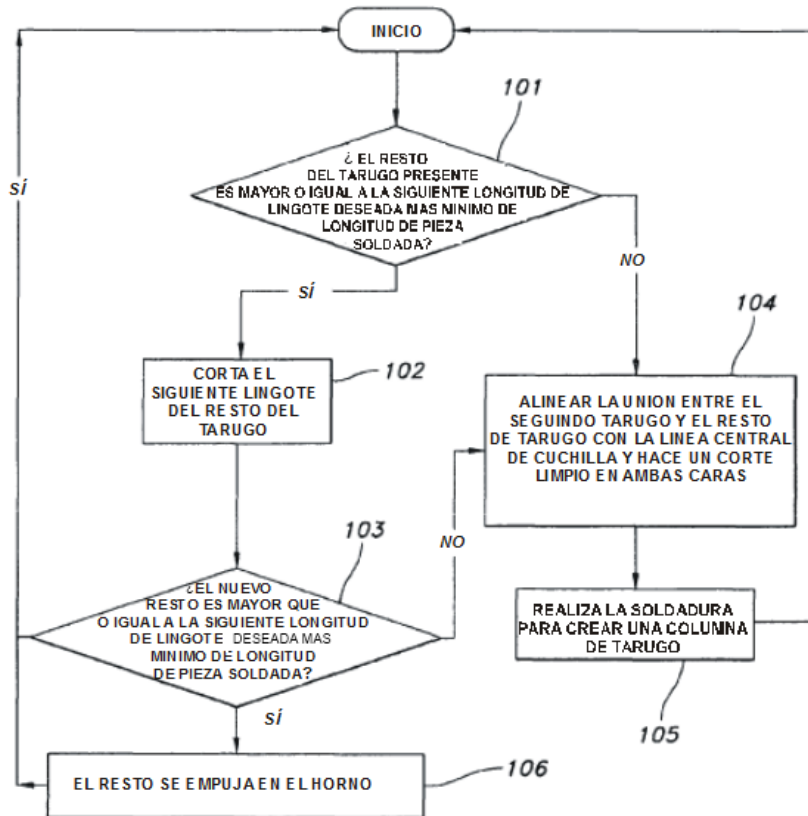 INICIO
101
¿ EL RESTO
DEL TARUGO PRESENTE
ES MAYOR O IGUAL A LA SIGUIENTE LONGITUD DE
LINGOTE DESEADA MAS MINIMO DE
LONGITUD DE PIEZA
SOLDADA?
SÍ
SÍ
NO
102
CORTA EL
SIGUIENTE LINGOTE
DEL RESTO DEL
TARUGO
104
ALINEAR LA UNION ENTRE EL
SEGUINDO TARUGO Y EL RESTO
DE TARUGO CON LA LINEA CENTRAL
DE CUCHILLA Y HACE UN CORTE
LIMPIO EN AMBAS CARAS
103
NO
¿EL NUEVO
RESTO ES MAYOR QUE
O IGUAL A LA SIGUIENTE LONGITUD
DE LINGOTE DESEADA MAS
MINIMO DE LONGITUD
DE PIEZA SOLDADA?
REALIZA LA SOLDADURA
PARA CREAR UNA COLUMNA
DE TARUGO
105
SÍ
EL RESTO SE EMPUJA EN EL HORNO
106